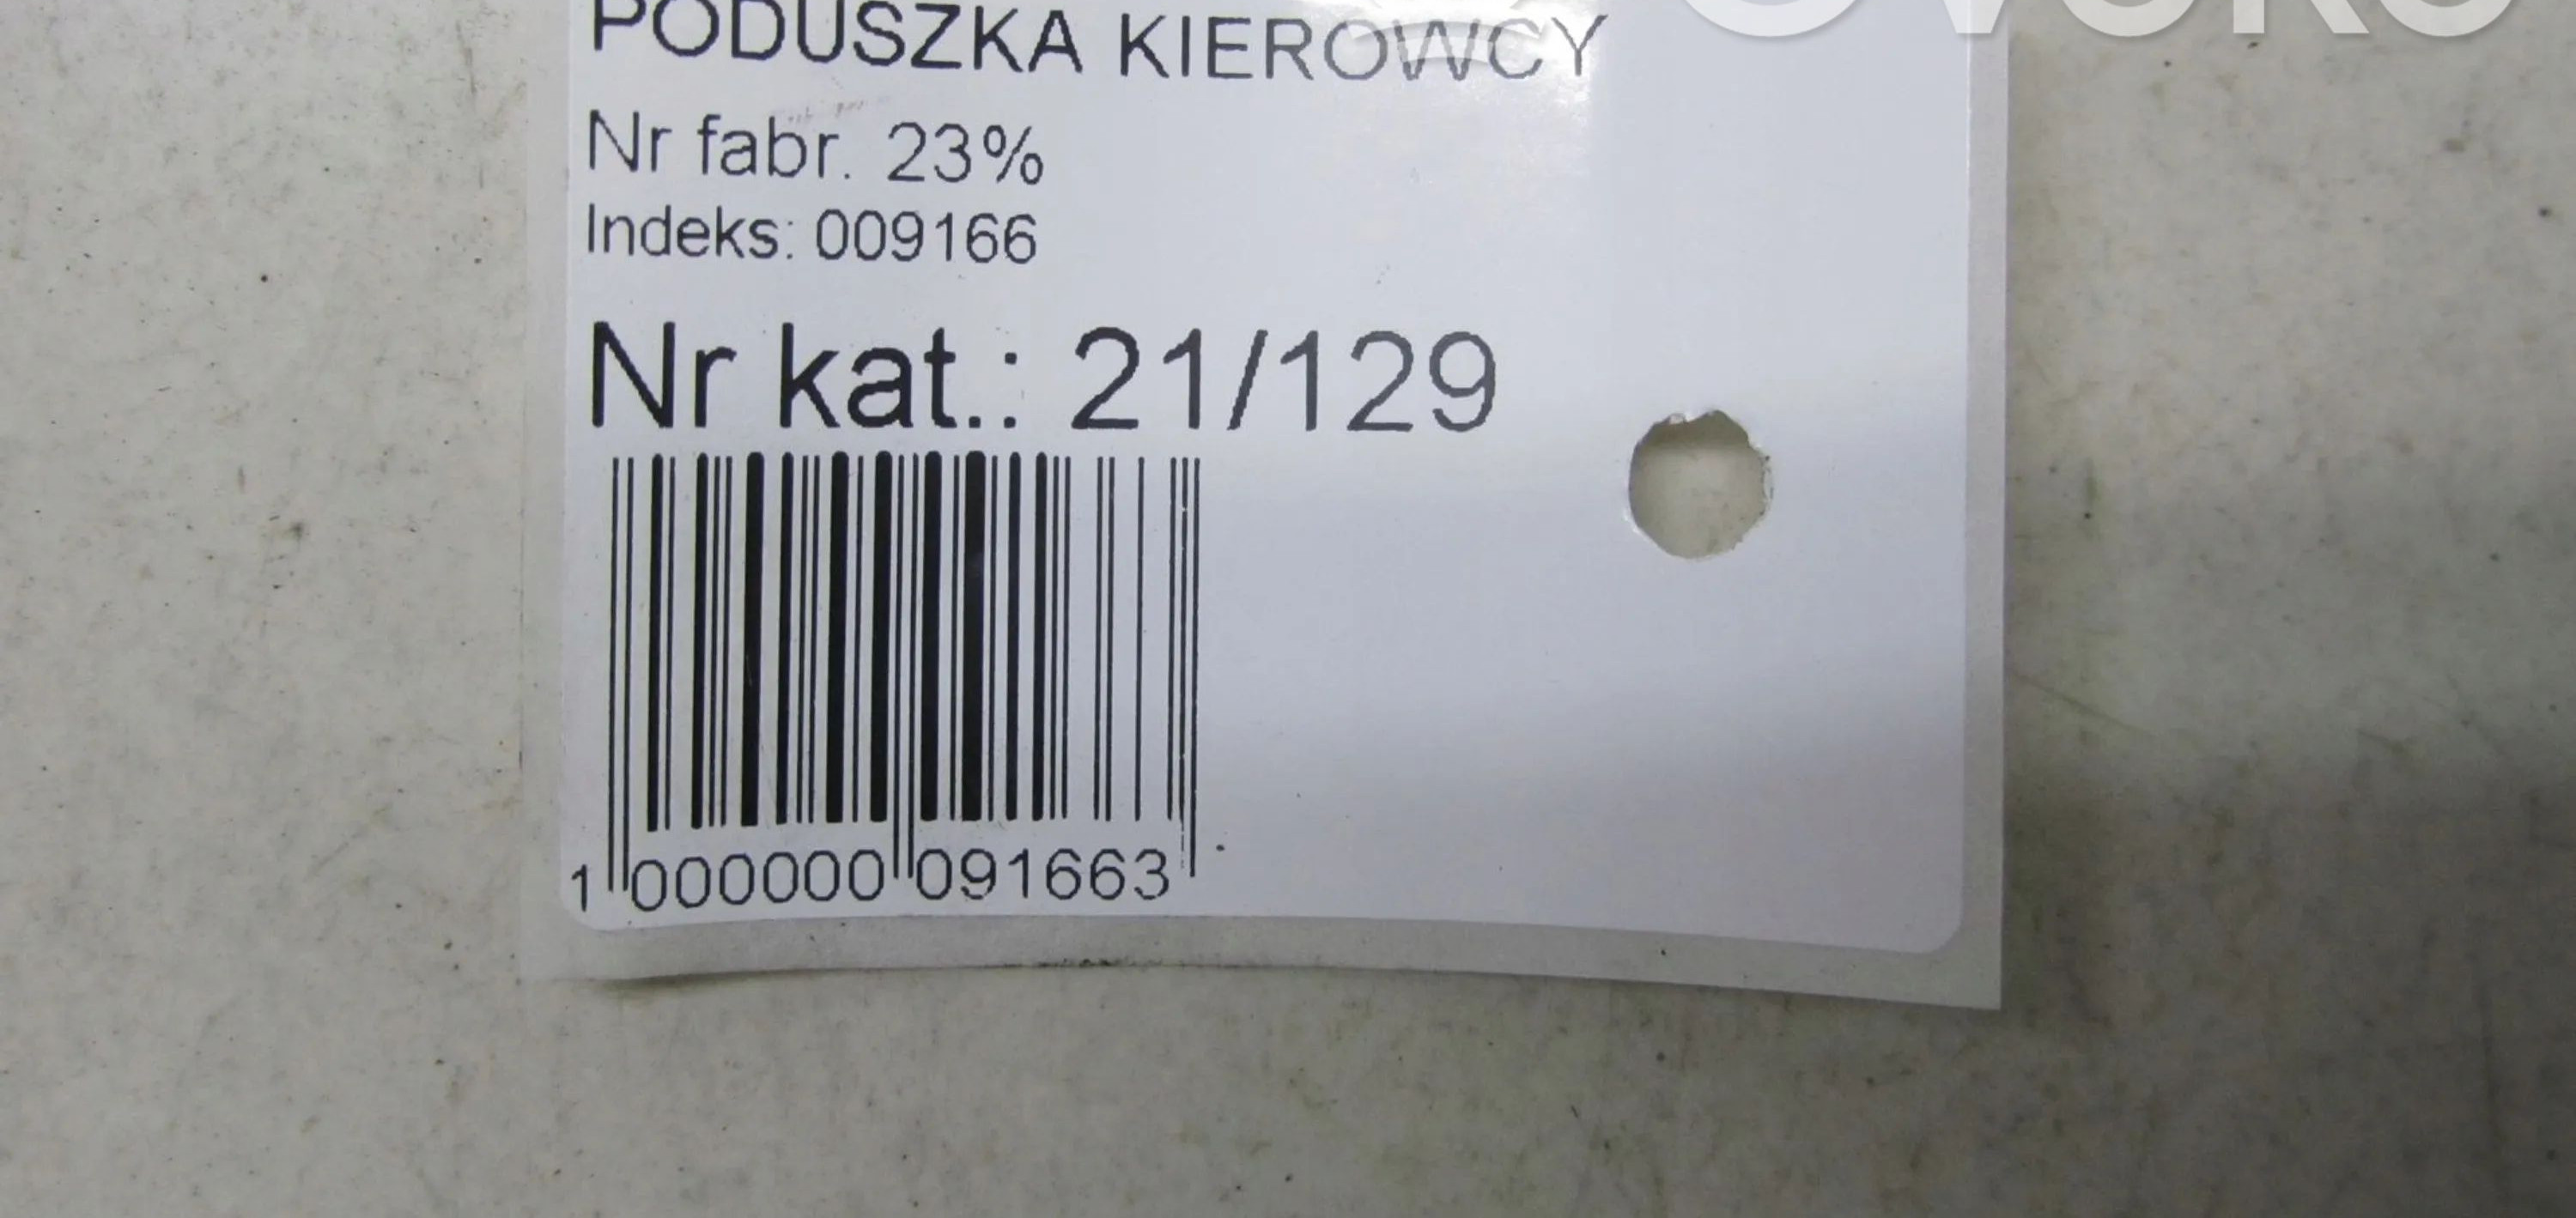 PODUSZKA KIEROWCY
Nr fabr. 23%
Indeks: 009166
Nr kat.: 21/129
1 000000 091663